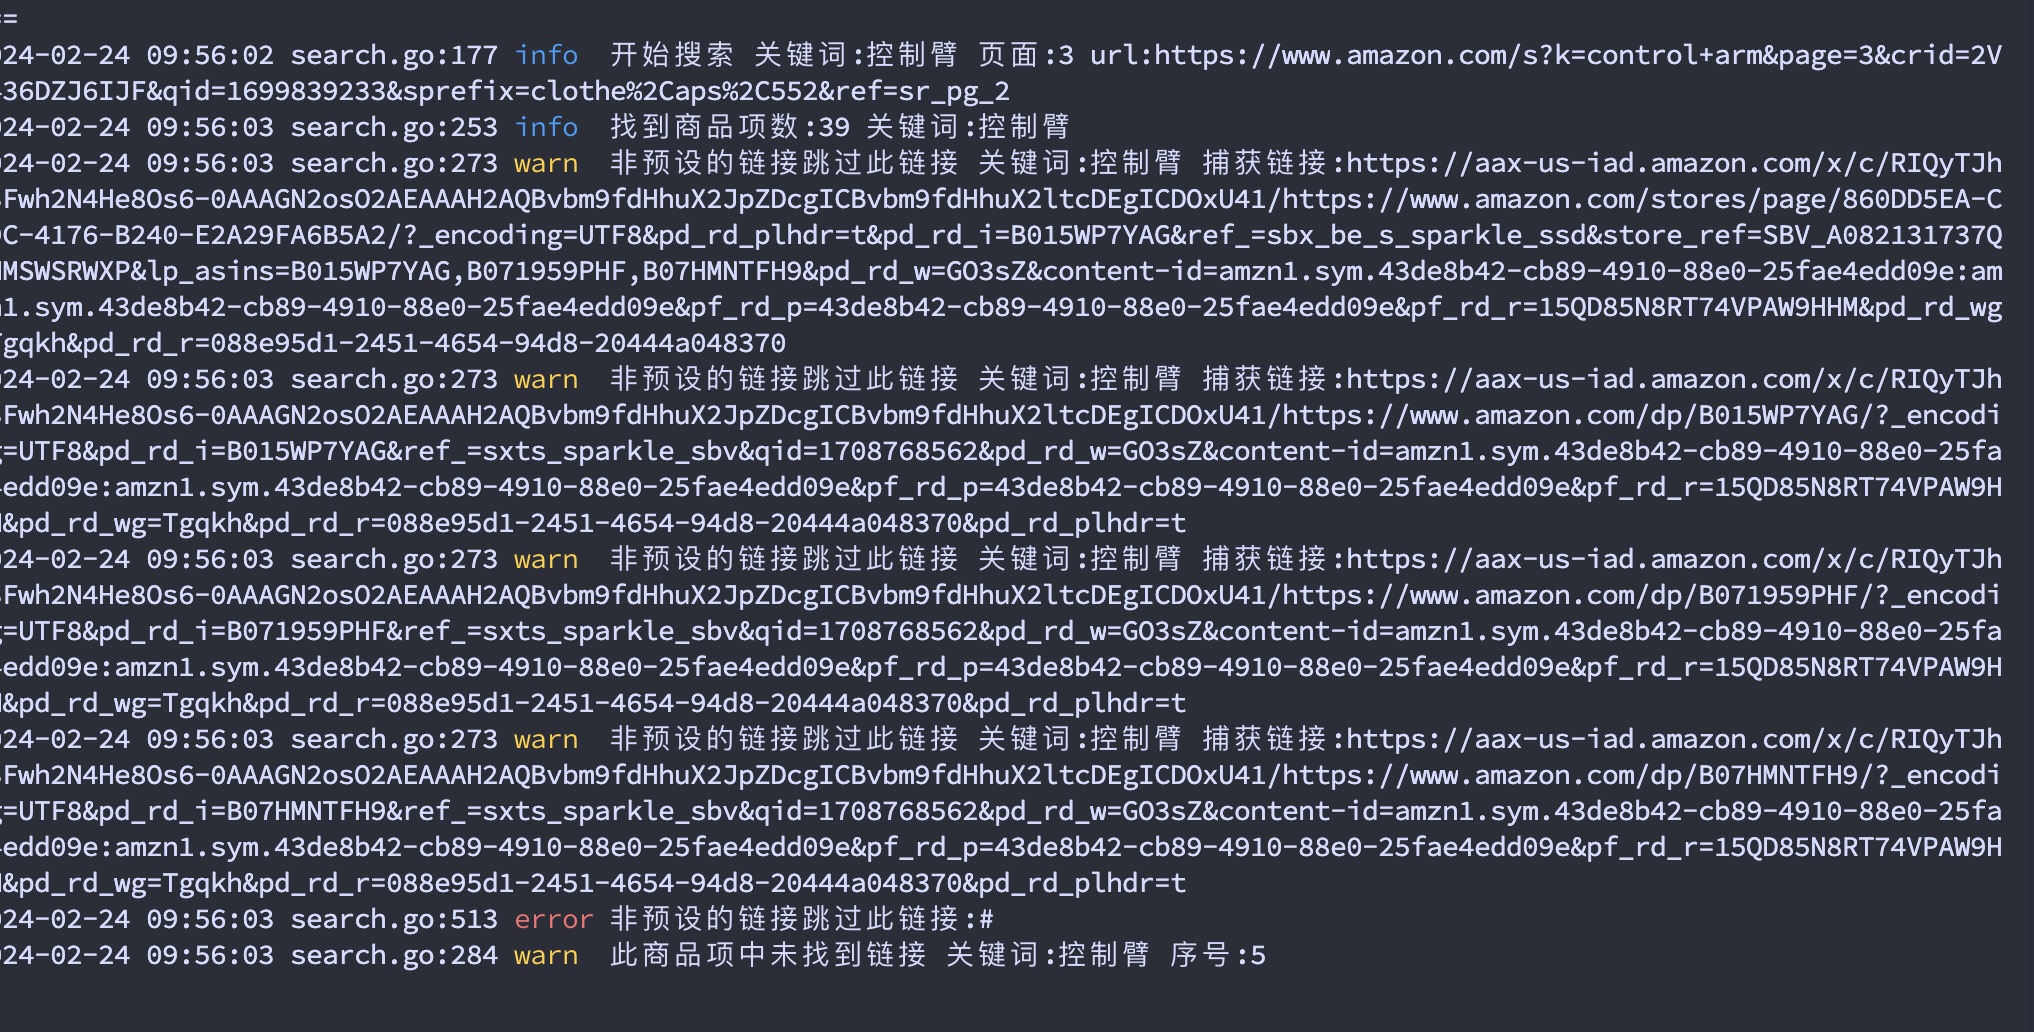 ==
24-02-24 09:56:02 search.go:177 info  开始搜索 关键词:控制臂 页面:3 url:https://www.amazon.com/s?k=control+arm&page=3&crid=2V
36DZJ6IJF&qid=1699839233&sprefix=clothe%2Caps%2C552&ref=sr_pg_2
24-02-24 09:56:03 search.go:253 info  找到商品项数:39 关键词:控制臂
24-02-24 09:56:03 search.go:273 warn  非预设的链接跳过此链接 关键词:控制臂 捕获链接:https://aax-us-iad.amazon.com/x/c/RIQyTJh
Fwh2N4He8Os6-0AAAGN2osO2AEAAAH2AQBvbm9fdHhuX2JpZDcgICBvbm9fdHhuX2ltcDEgICDOxU41/https://www.amazon.com/stores/page/860DD5EA-C
C-4176-B240-E2A29FA6B5A2/?_encoding=UTF8&pd_rd_plhdr=t&pd_rd_i=B015WP7YAG&ref_=sbx_be_s_sparkle_ssd&store_ref=SBV_A082131737Q
MSWSRWXP&lp_asins=B015WP7YAG,B071959PHF,B07HMNTFH9&pd_rd_w=GO3sZ&content-id=amzn1.sym.43de8b42-cb89-4910-88e0-25fae4edd09e:am
1.sym.43de8b42-cb89-4910-88e0-25fae4edd09e&pf_rd_p=43de8b42-cb89-4910-88e0-25fae4edd09e&pf_rd_r=15QD85N8RT74VPAW9HHM&pd_rd_wg
gqkh&pd_rd_r=088e95d1-2451-4654-94d8-20444a048370
24-02-24 09:56:03 search.go:273 warn  非预设的链接跳过此链接 关键词:控制臂 捕获链接:https://aax-us-iad.amazon.com/x/c/RIQyTJh
Fwh2N4He8Os6-0AAAGN2osO2AEAAAH2AQBvbm9fdHhuX2JpZDcgICBvbm9fdHhuX2ltcDEgICDOxU41/https://www.amazon.com/dp/B015WP7YAG/?_encodi
=UTF8&pd_rd_i=B015WP7YAG&ref_=sxts_sparkle_sbv&qid=1708768562&pd_rd_w=GO3sZ&content-id=amzn1.sym.43de8b42-cb89-4910-88e0-25fa
edd09e:amzn1.sym.43de8b42-cb89-4910-88e0-25fae4edd09e&pf_rd_p=43de8b42-cb89-4910-88e0-25fae4edd09e&pf_rd_r=15QD85N8RT74VPAW9H
&pd_rd_wg=Tgqkh&pd_rd_r=088e95d1-2451-4654-94d8-20444a048370&pd_rd_plhdr=t
24-02-24 09:56:03 search.go:273 warn  非预设的链接跳过此链接 关键词:控制臂 捕获链接:https://aax-us-iad.amazon.com/x/c/RIQyTJh
Fwh2N4He8Os6-0AAAGN2osO2AEAAAH2AQBvbm9fdHhuX2JpZDcgICBvbm9fdHhuX2ltcDEgICDOxU41/https://www.amazon.com/dp/B071959PHF/?_encodi
=UTF8&pd_rd_i=B071959PHF&ref_=sxts_sparkle_sbv&qid=1708768562&pd_rd_w=GO3sZ&content-id=amzn1.sym.43de8b42-cb89-4910-88e0-25fa
edd09e:amzn1.sym.43de8b42-cb89-4910-88e0-25fae4edd09e&pf_rd_p=43de8b42-cb89-4910-88e0-25fae4edd09e&pf_rd_r=15QD85N8RT74VPAW9H
&pd_rd_wg=Tgqkh&pd_rd_r=088e95d1-2451-4654-94d8-20444a048370&pd_rd_plhdr=t
24-02-24 09:56:03 search.go:273 warn  非预设的链接跳过此链接 关键词:控制臂 捕获链接:https://aax-us-iad.amazon.com/x/c/RIQyTJh
Fwh2N4He8Os6-0AAAGN2osO2AEAAAH2AQBvbm9fdHhuX2JpZDcgICBvbm9fdHhuX2ltcDEgICDOxU41/https://www.amazon.com/dp/B07HMNTFH9/?_encodi
=UTF8&pd_rd_i=B07HMNTFH9&ref_=sxts_sparkle_sbv&qid=1708768562&pd_rd_w=GO3sZ&content-id=amzn1.sym.43de8b42-cb89-4910-88e0-25fa
edd09e:amzn1.sym.43de8b42-cb89-4910-88e0-25fae4edd09e&pf_rd_p=43de8b42-cb89-4910-88e0-25fae4edd09e&pf_rd_r=15QD85N8RT74VPAW9H
&pd_rd_wg=Tgqkh&pd_rd_r=088e95d1-2451-4654-94d8-20444a048370&pd_rd_plhdr=t
24-02-24 09:56:03 search.go:513 error 非预设的链接跳过此链接:#
24-02-24 09:56:03 search.go:284 warn  此商品项中未找到链接 关键词:控制臂 序号:5